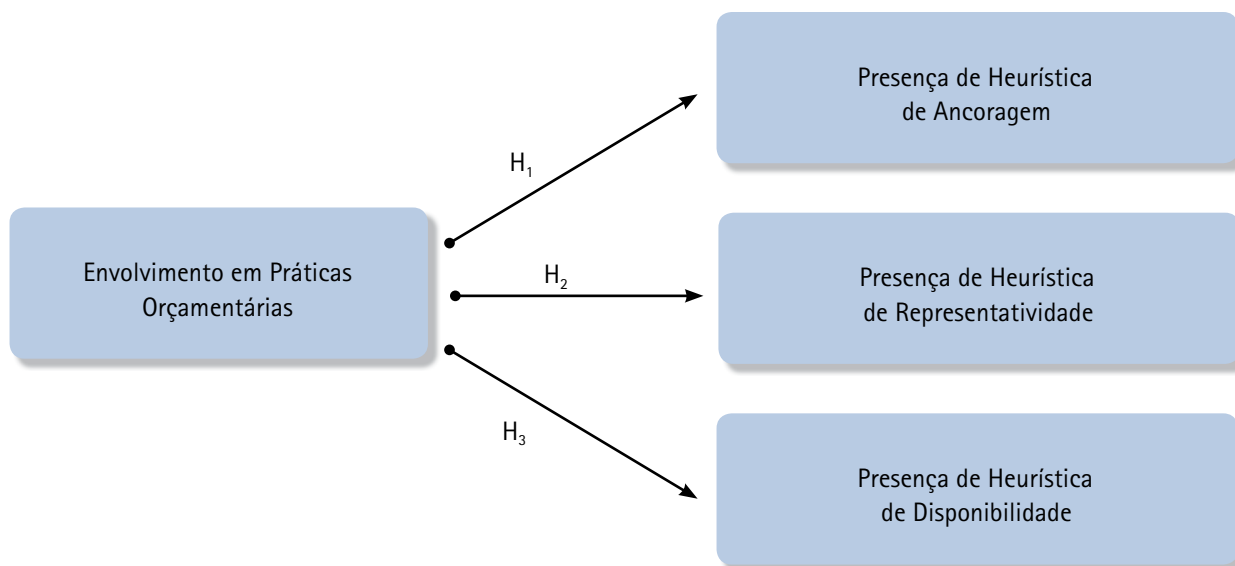 Envolvimento em Práticas
Orçamentárias
H₁
H₂
H₃
Presença de Heurística
de Ancoragem
Presença de Heurística
de Representatividade
Presença de Heurística
de Disponibilidade